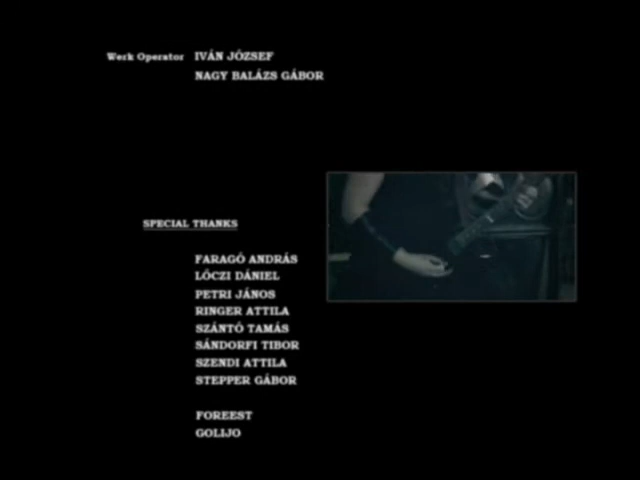 Werk Operator IVÁN JÓZSEF
NAGY BALÁZS GÁBOR
SPECIAL THANKS
FARAGÓ ANDRÁS
LÓCZI DÁNIEL
PETRI JÁNOS
RINGER ATTILA
SZÁNTÓ TAMÁS
SÁNDORFI TIBOR
SZENDI ATTILA
STEPPER GÁBOR
FOREEST
GOLIJO